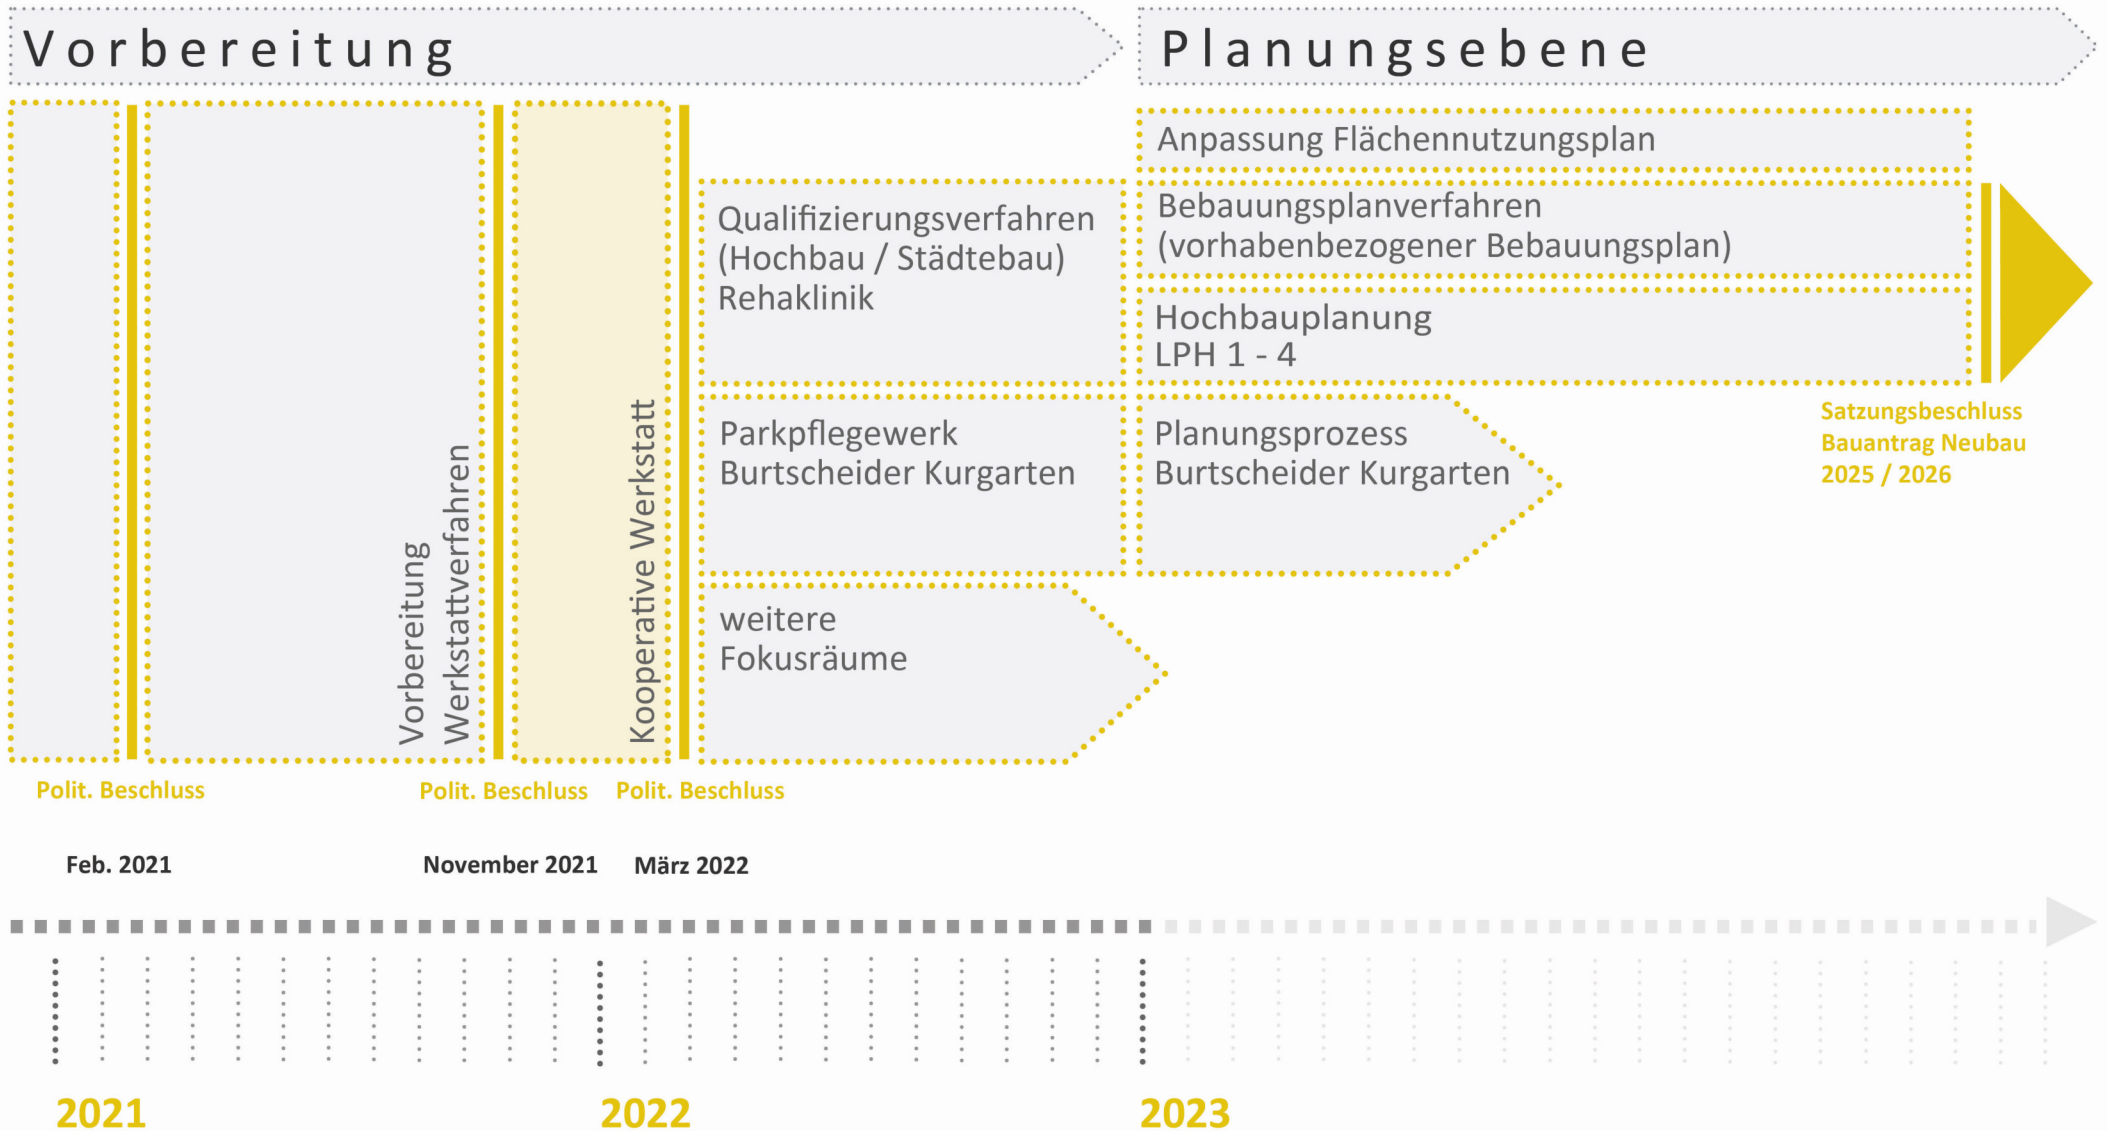 Vorbereitung
Planungsebene
Anpassung Flächennutzungsplan
Qualifizierungsverfahren
(Hochbau / Städtebau)
Rehaklinik
Bebauungsplanverfahren
(vorhabenbezogener Bebauungsplan)
Hochbauplanung
LPH 1 - 4
Vorbereitung
Werkstattverfahren
Kooperative Werkstatt
Parkpflegewerk
Burtscheider Kurgarten
Planungsprozess
Burtscheider Kurgarten
Satzungsbeschluss
Bauantrag Neubau
2025 / 2026
weitere
Fokusräume
Polit. Beschluss
Polit. Beschluss
Polit. Beschluss
Feb. 2021
November 2021
März 2022
2021
2022
2023